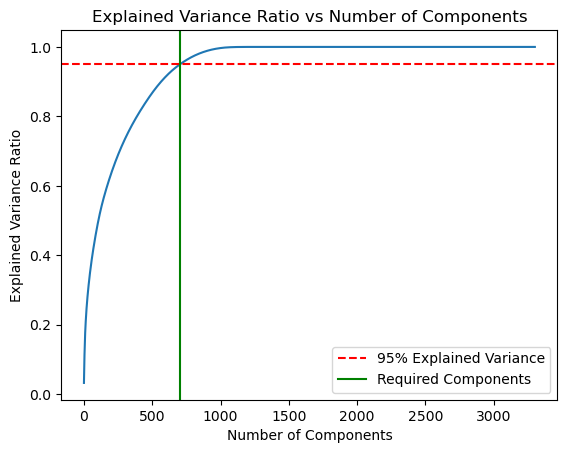 Explained Variance Ratio vs Number of Components
Explained Variance Ratio
1.0
0.8
0.6
0.4
0.2
0.0
95% Explained Variance
Required Components
0 500 1000 1500 2000 2500 3000
Number of Components